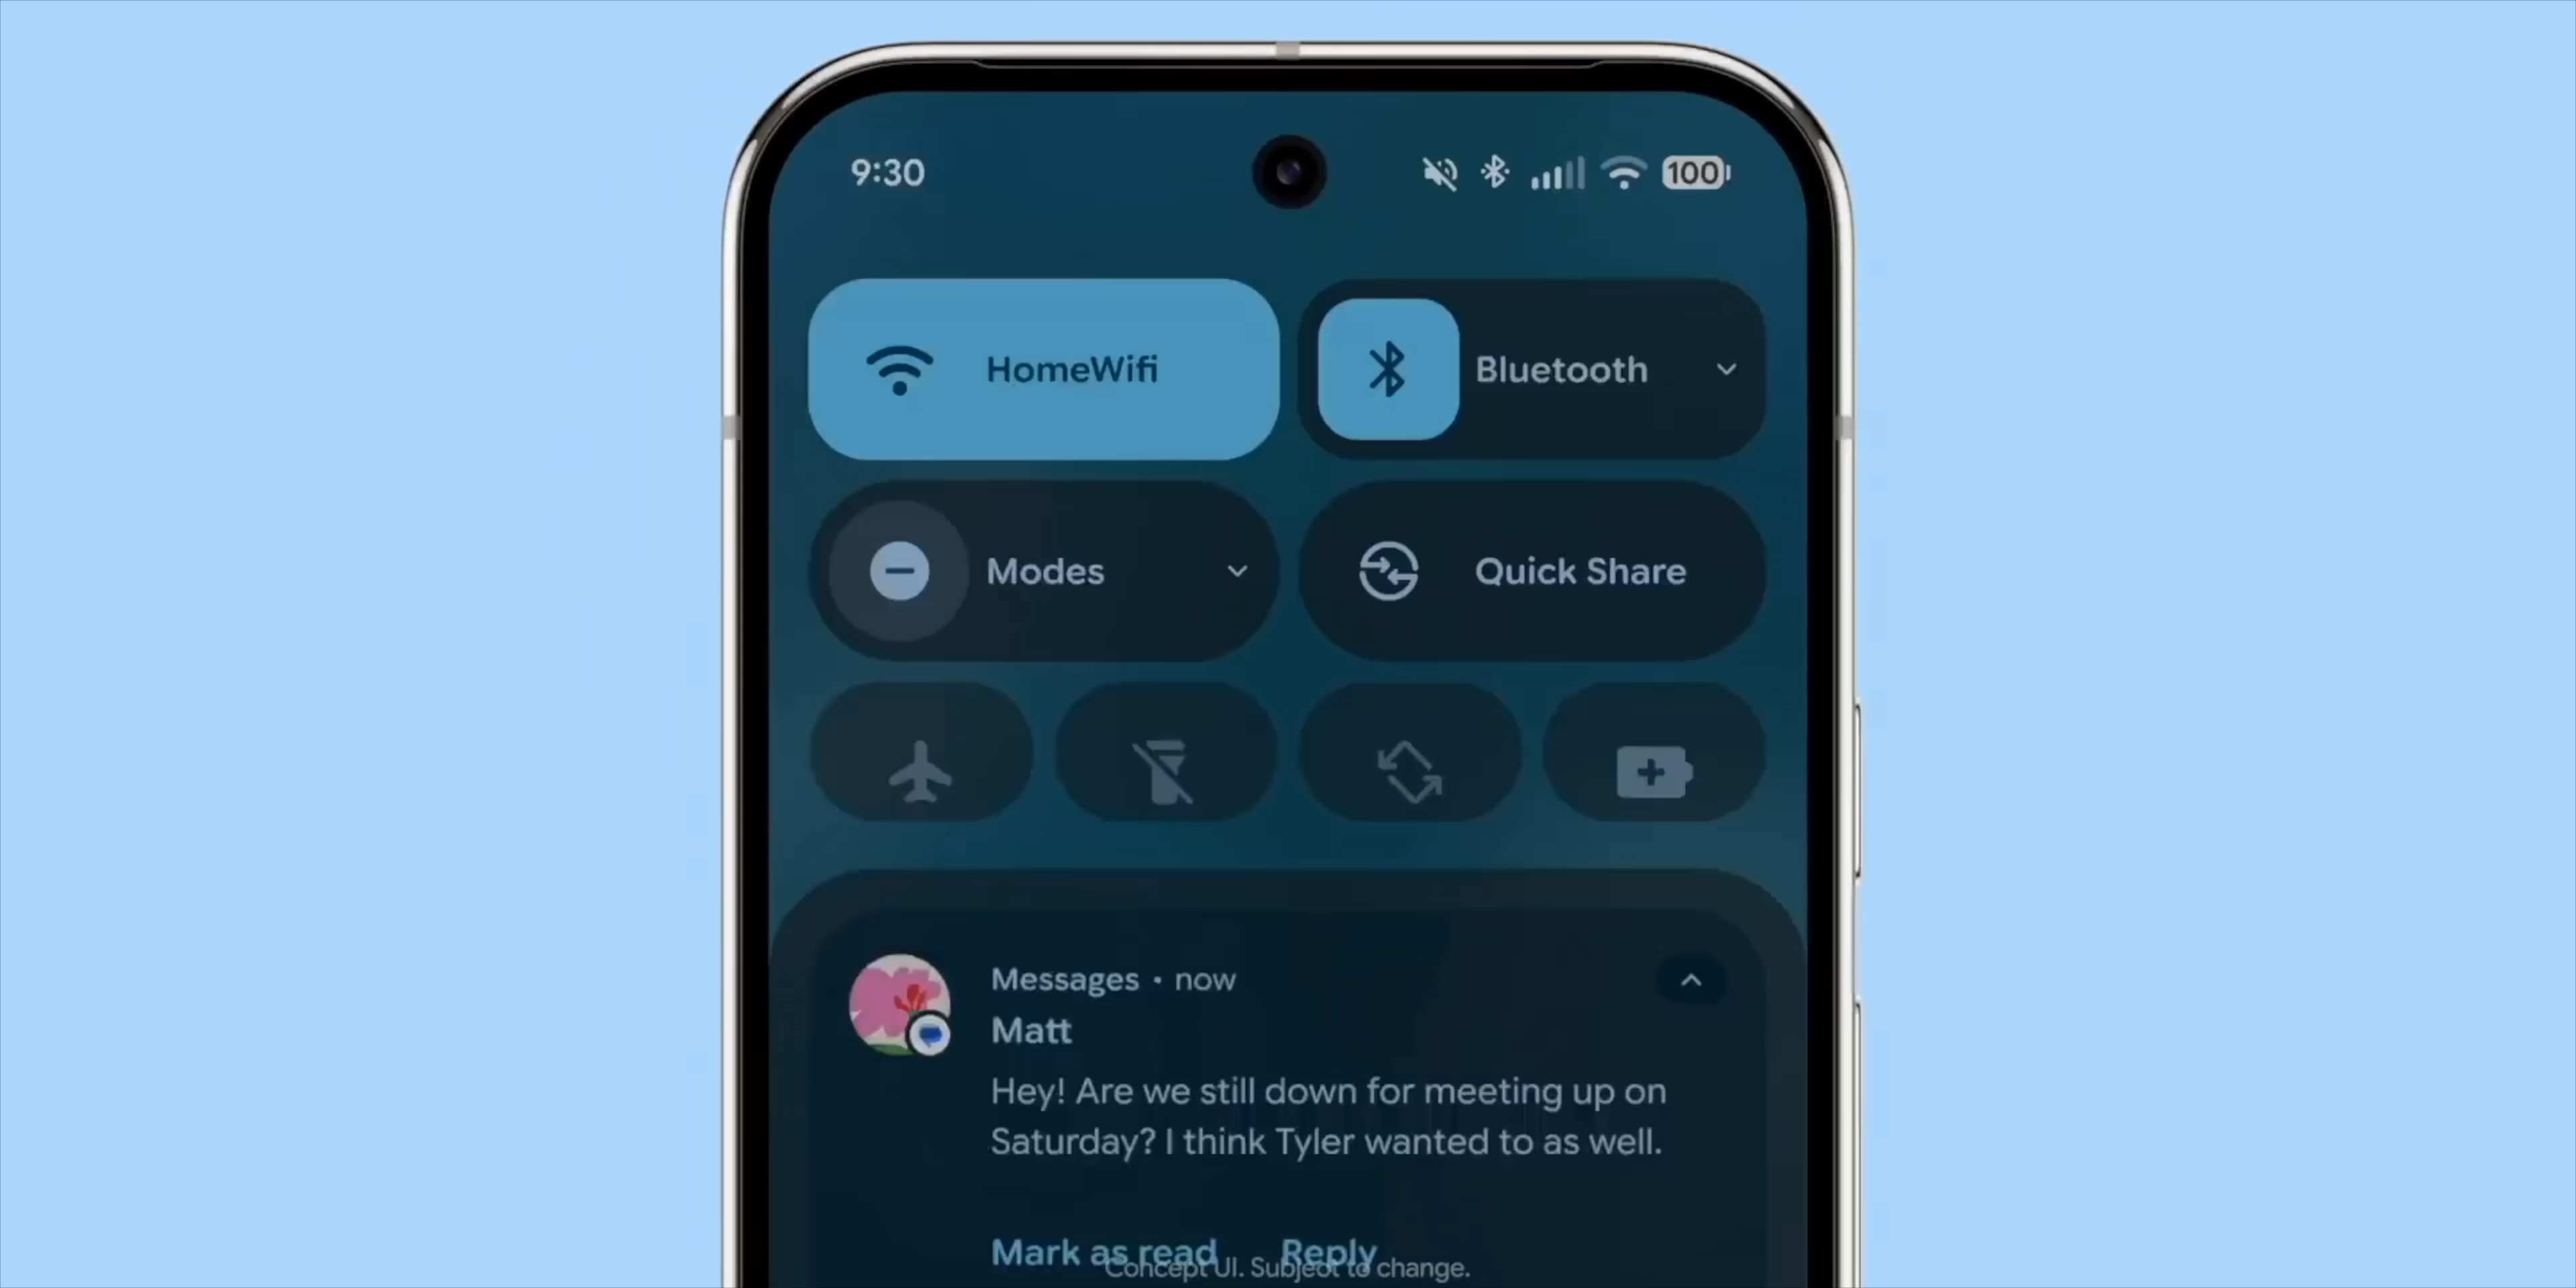 9:30
100
HomeWifi
Bluetooth
Modes
Quick Share
Messages • now
Matt
Hey! Are we still down for meeting up on
Saturday? I think Tyler wanted to as well.
Mark as read
Reply
Concept UI. Subject to change.